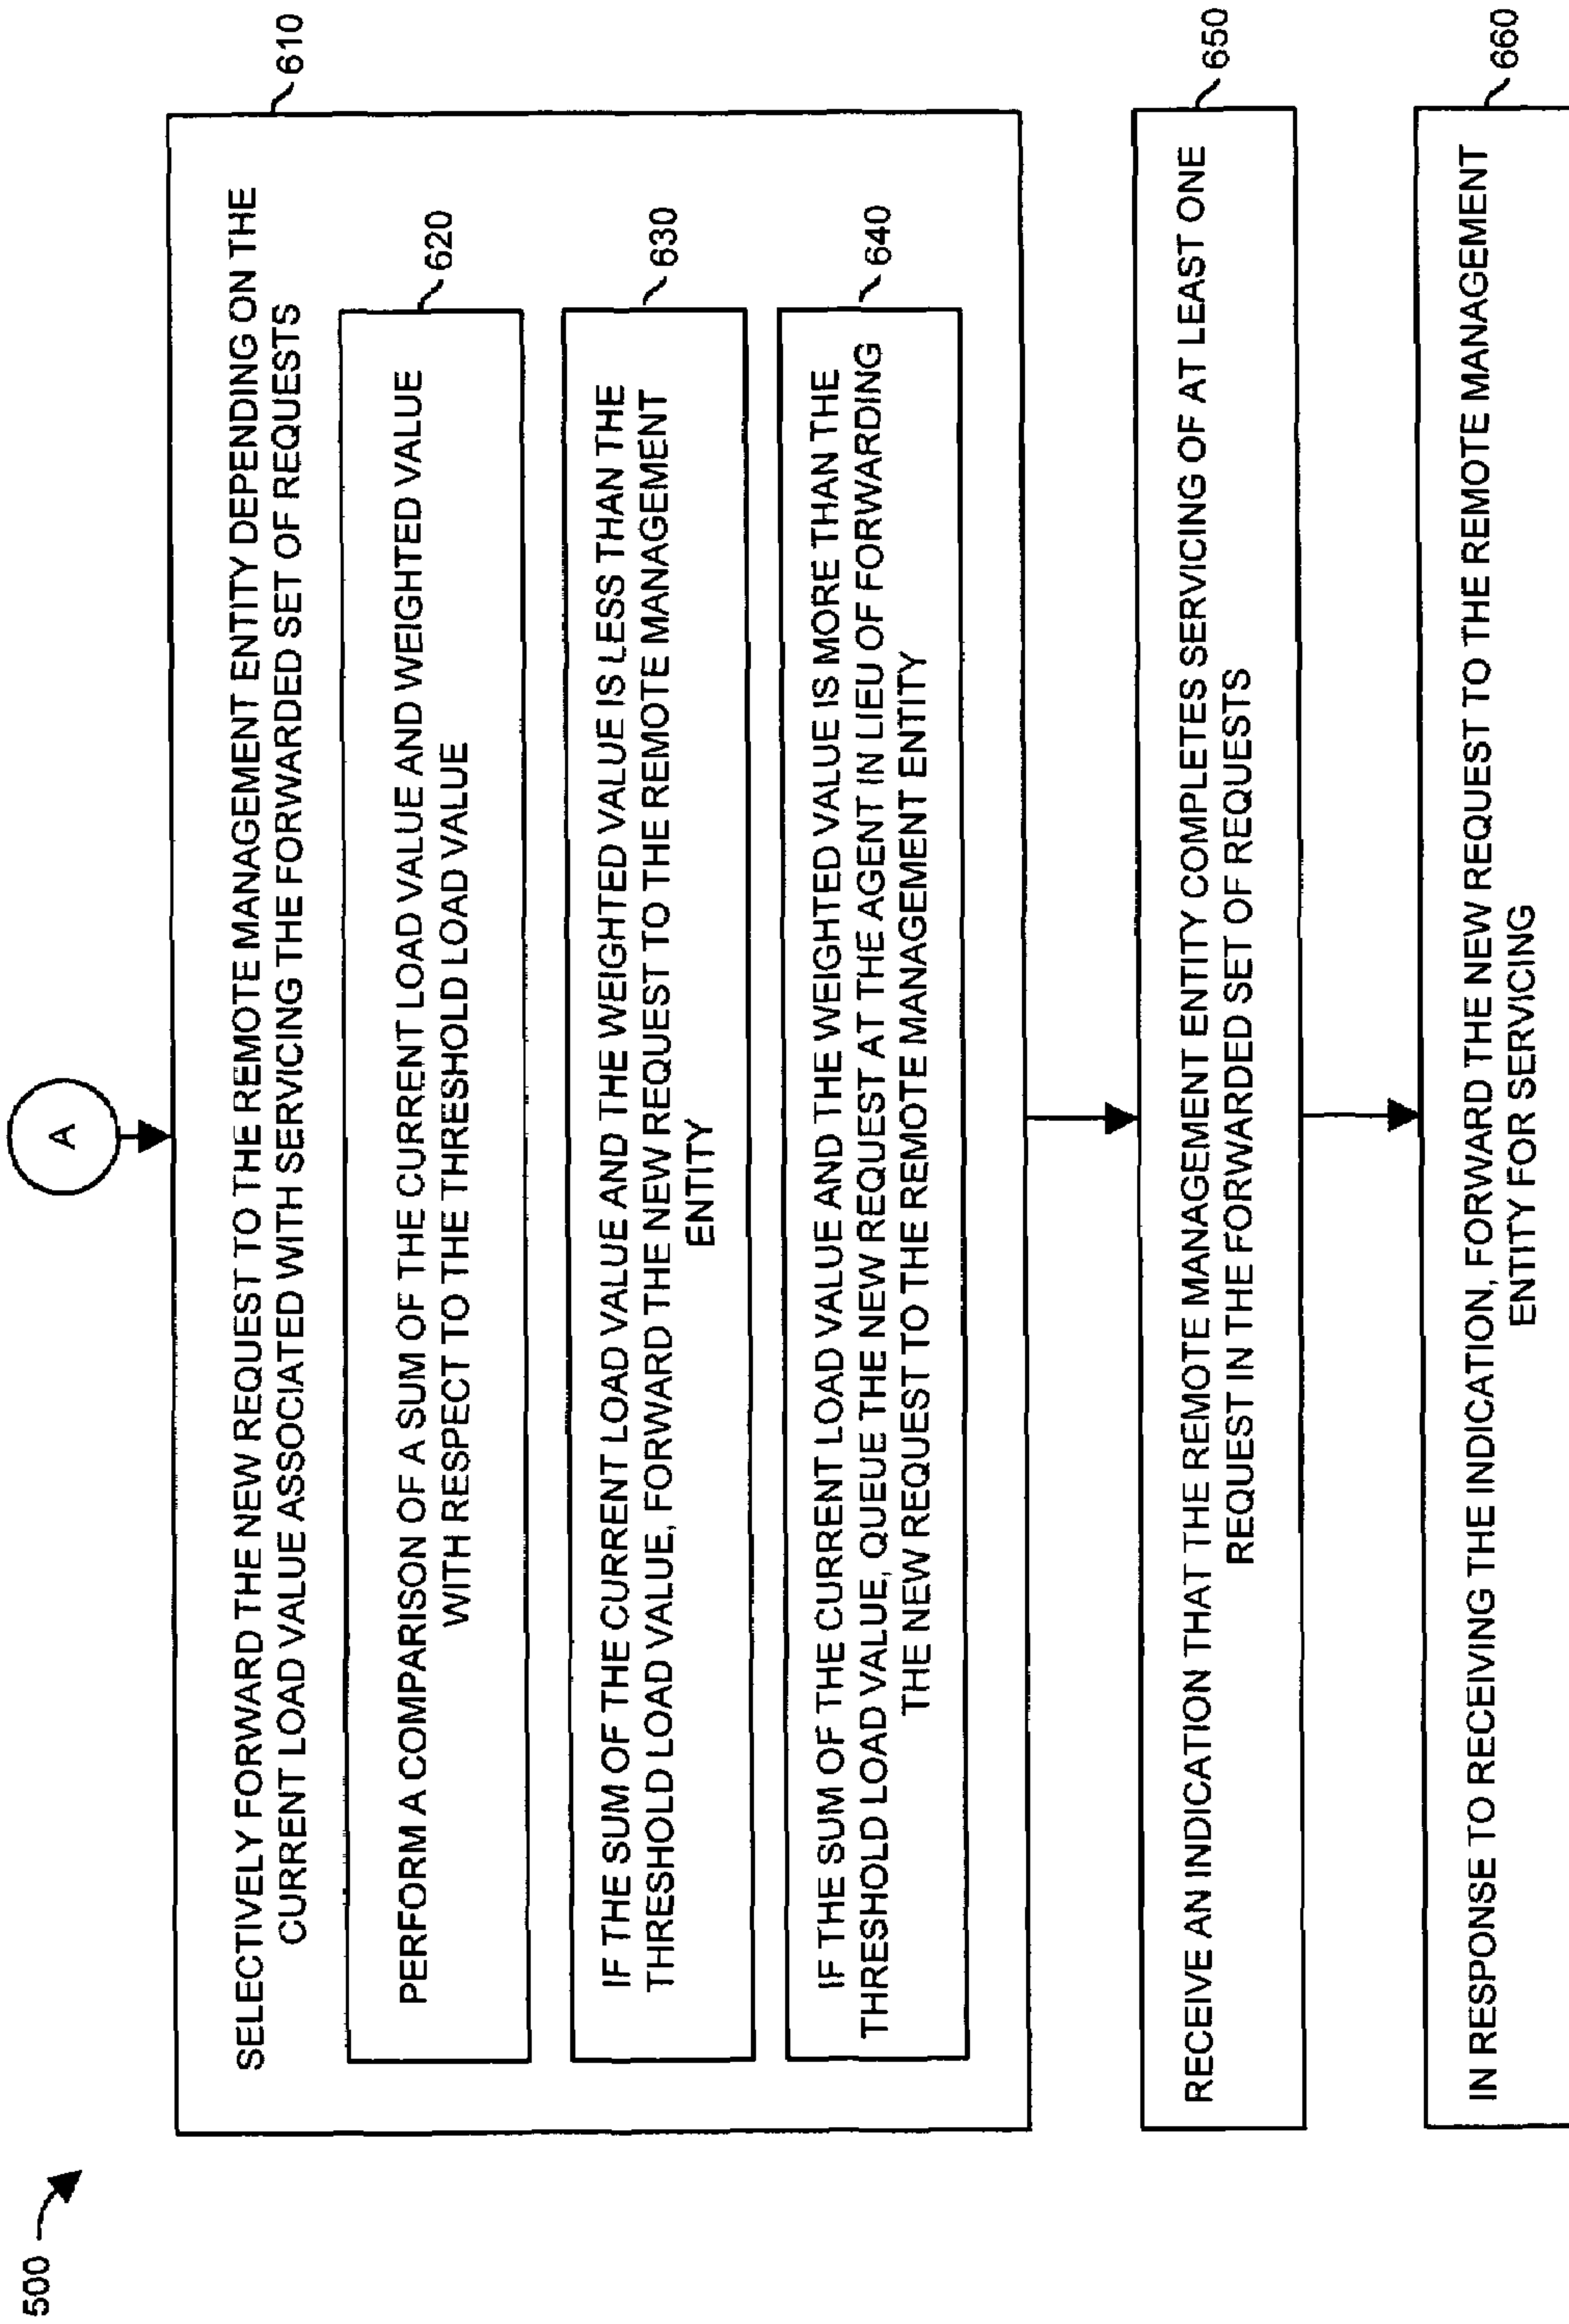 500
A
610
SELECTIVELY FORWARD THE NEW REQUEST TO THE REMOTE MANAGEMENT ENTITY DEPENDING ON THE
CURRENT LOAD VALUE ASSOCIATED WITH SERVICING THE FORWARDED SET OF REQUESTS
620
PERFORM A COMPARISON OF A SUM OF THE CURRENT LOAD VALUE AND WEIGHTED VALUE
WITH RESPECT TO THE THRESHOLD LOAD VALUE
630
IF THE SUM OF THE CURRENT LOAD VALUE AND THE WEIGHTED VALUE IS LESS THAN THE
THRESHOLD LOAD VALUE, FORWARD THE NEW REQUEST TO THE REMOTE MANAGEMENT
ENTITY
640
IF THE SUM OF THE CURRENT LOAD VALUE AND THE WEIGHTED VALUE IS MORE THAN THE
THRESHOLD LOAD VALUE, QUEUE THE NEW REQUEST AT THE AGENT IN LIEU OF FORWARDING
THE NEW REQUEST TO THE REMOTE MANAGEMENT ENTITY
650
RECEIVE AN INDICATION THAT THE REMOTE MANAGEMENT ENTITY COMPLETES SERVICING OF AT LEAST ONE
REQUEST IN THE FORWARDED SET OF REQUESTS
660
IN RESPONSE TO RECEIVING THE INDICATION, FORWARD THE NEW REQUEST TO THE REMOTE MANAGEMENT
ENTITY FOR SERVICING